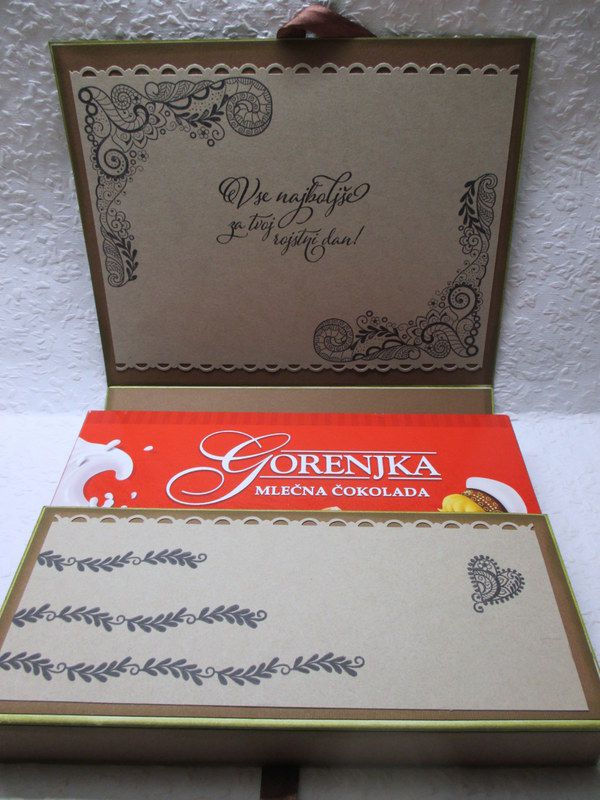 Vse najboljše
za tvoj
rojstni dan!
GORENJKA
MLEČNA ČOKOLADA